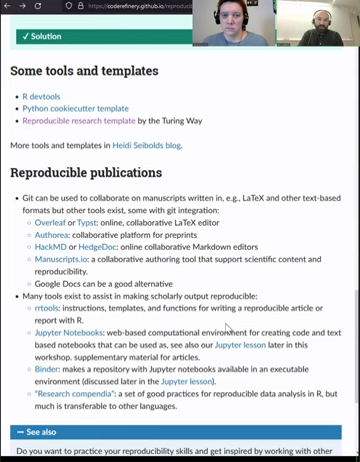 https://coderefinery.github.io/reproduci
✓ Solution
Some tools and templates
• R devtools
• Python cookiecutter template
• Reproducible research template by the Turing Way
More tools and templates in Heidi Seibolds blog.
Reproducible publications
• Git can be used to collaborate on manuscripts written in, e.g., LaTeX and other text-based
formats but other tools exist, some with git integration:
○ Overleaf or Typst: online, collaborative LaTeX editor
○ Authorea: collaborative platform for preprints
○ HackMD or HedgeDoc: online collaborative Markdown editors
○ Manuscripts.io: a collaborative authoring tool that support scientific content and
reproducibility.
○ Google Docs can be a good alternative
• Many tools exist to assist in making scholarly output reproducible:
○ rrtools: instructions, templates, and functions for writing a reproducible article or
report with R.
○ Jupyter Notebooks: web-based computational environment for creating code and text
based notebooks that can be used as, see also our Jupyter lesson later in this
workshop. supplementary material for articles.
○ Binder: makes a repository with Jupyter notebooks available in an executable
environment (discussed later in the Jupyter lesson).
○ "Research compendia": a set of good practices for reproducible data analysis in R, but
much is transferable to other languages.
See also
Do you want to practice your reproducibility skills and get inspired by working with other